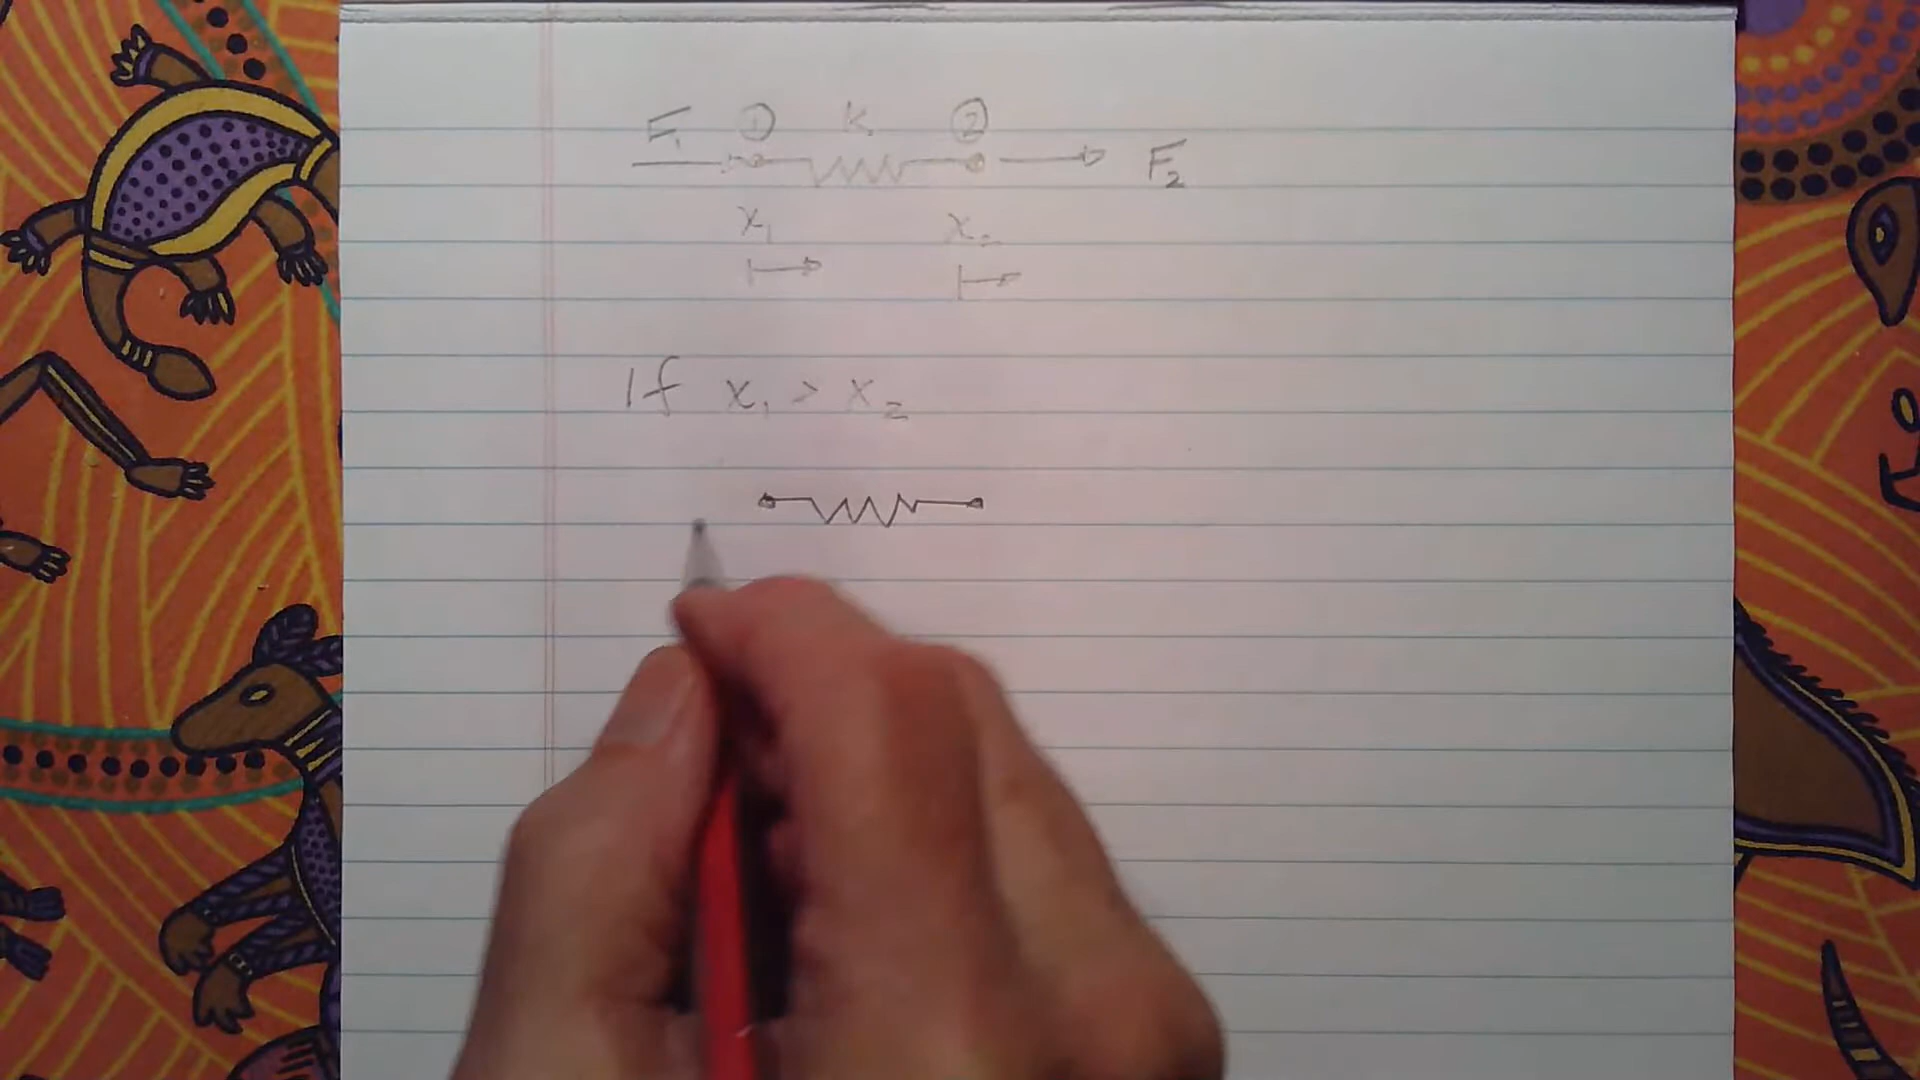 F₁ ① k ② F₂
x₁ x₂
If x₁ > x₂